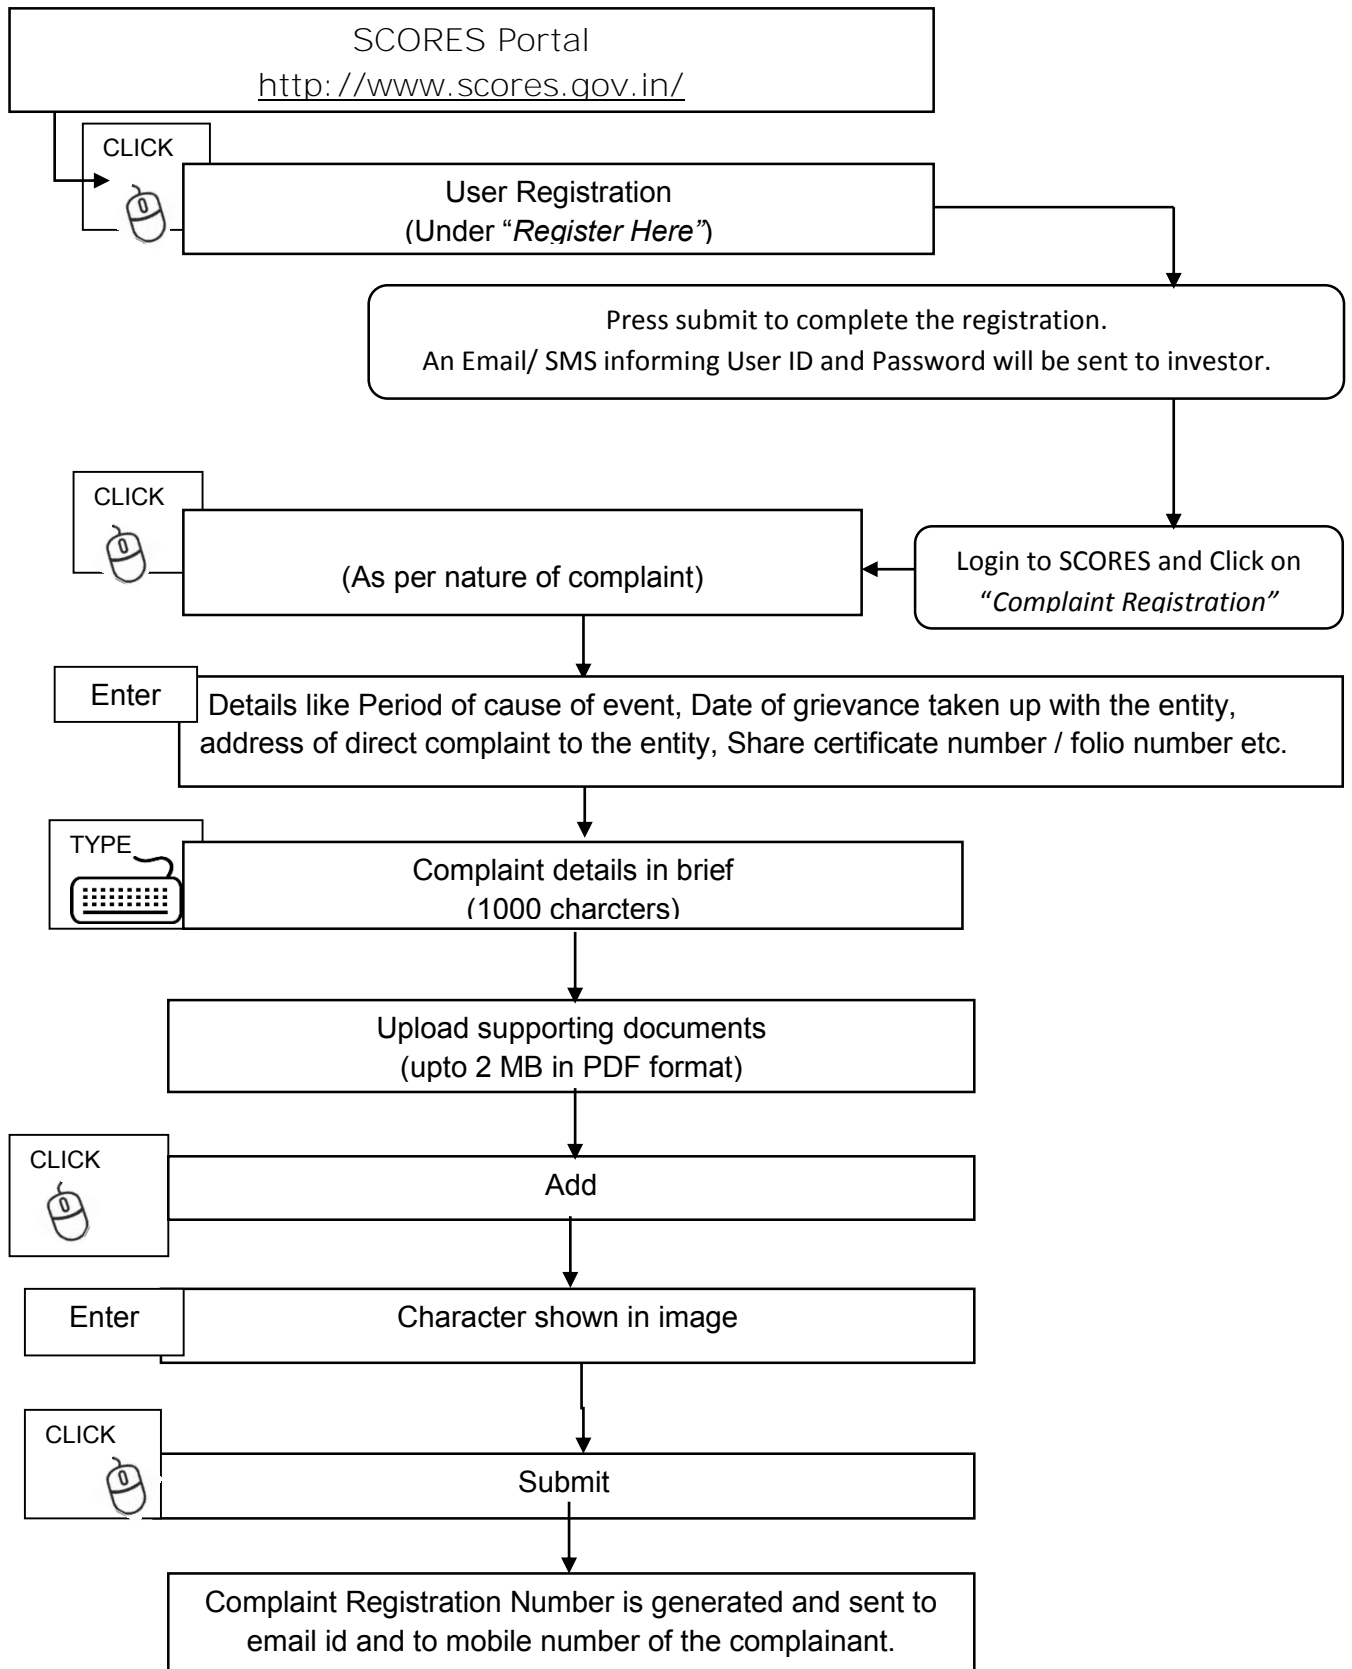 SCORES Portal
http://www.scores.gov.in/
CLICK
User Registration
(Under “Register Here”)
Press submit to complete the registration.
An Email/ SMS informing User ID and Password will be sent to investor.
CLICK
(As per nature of complaint)
Login to SCORES and Click on
“Complaint Registration”
Enter
Details like Period of cause of event, Date of grievance taken up with the entity,
address of direct complaint to the entity, Share certificate number / folio number etc.
TYPE
Complaint details in brief
(1000 charcters)
Upload supporting documents
(upto 2 MB in PDF format)
CLICK
Add
Enter
Character shown in image
CLICK
Submit
Complaint Registration Number is generated and sent to
email id and to mobile number of the complainant.